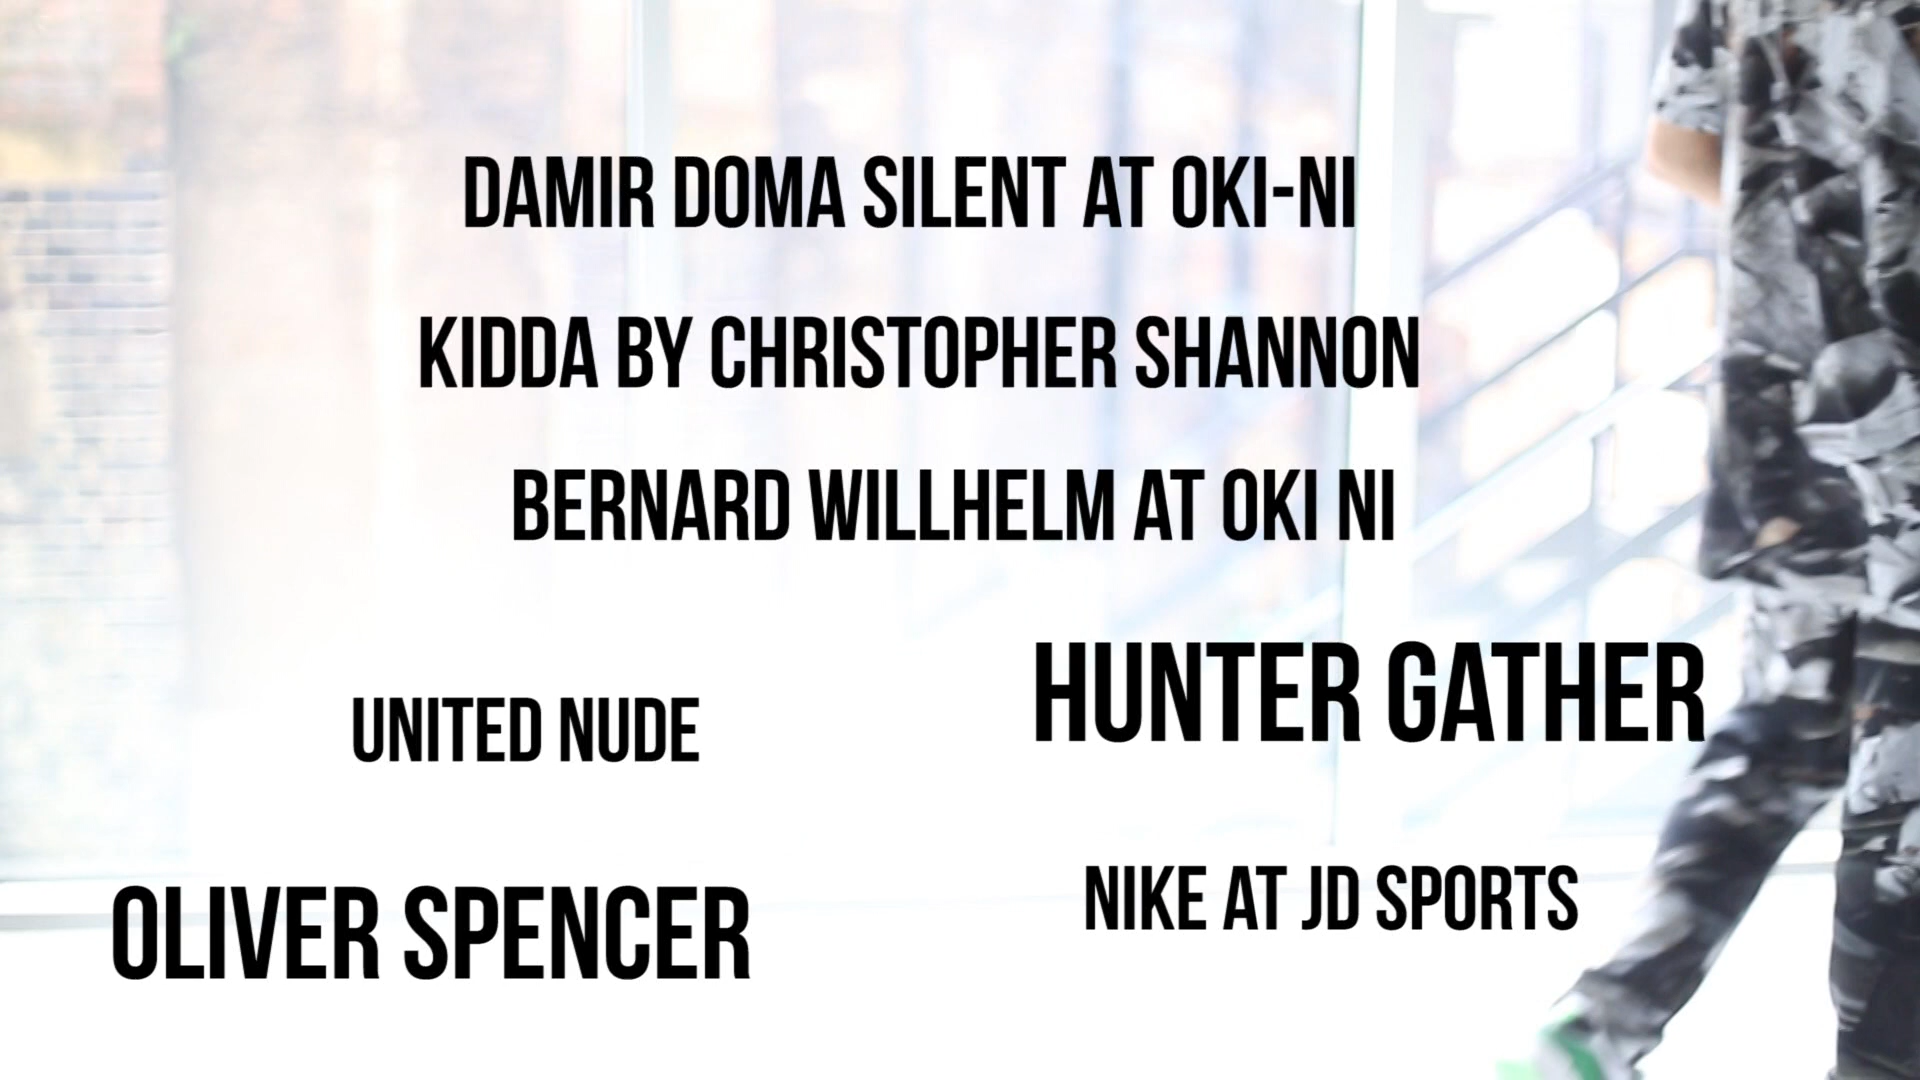 DAMIR DOMA SILENT AT OKI-NI
KIDDA BY CHRISTOPHER SHANNON
BERNARD WILLHELM AT OKI NI
HUNTER GATHER
UNITED NUDE
NIKE AT JD SPORTS
OLIVER SPENCER